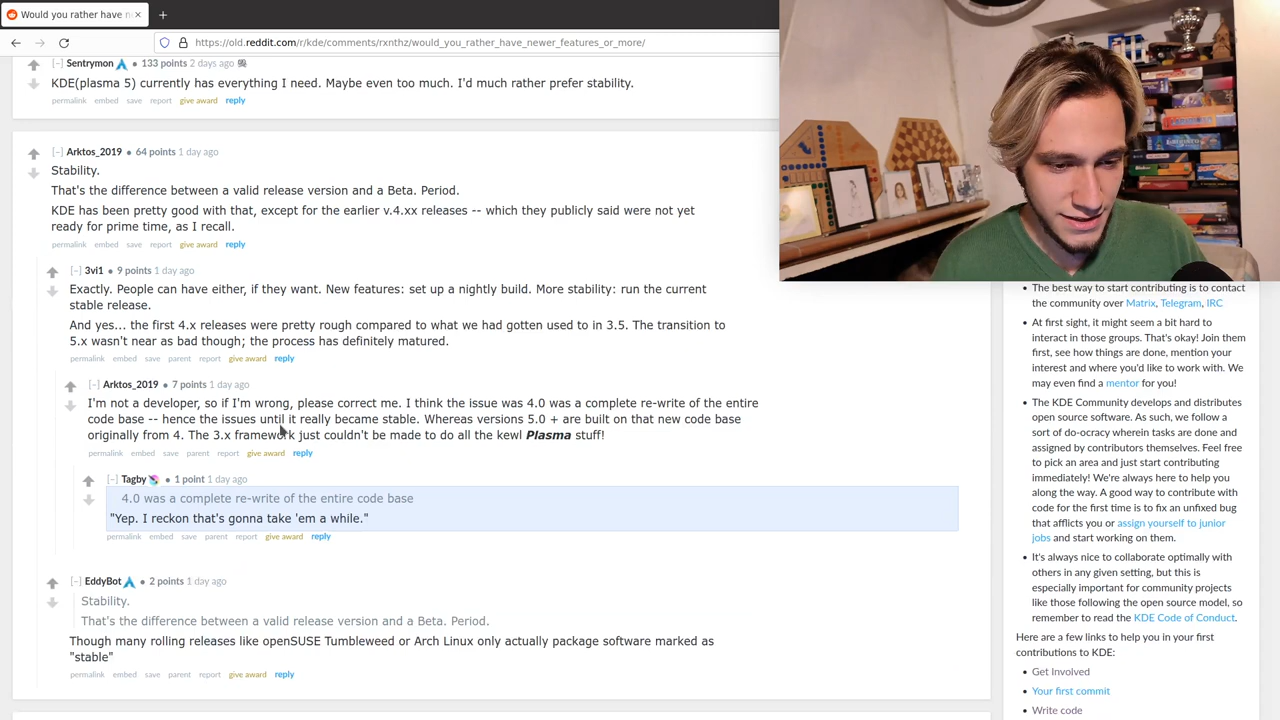 Would you rather have n
https://old.reddit.com/r/kde/comments/rxnthz/would_you_rather_have_newer_features_or_more/
[–] Sentrymon • 133 points 2 days ago
KDE(plasma 5) currently has everything I need. Maybe even too much. I'd much rather prefer stability.
permalink embed save report give award reply
[–] Arktos_2019 • 64 points 1 day ago
Stability.
That's the difference between a valid release version and a Beta. Period.
KDE has been pretty good with that, except for the earlier v.4.xx releases -- which they publicly said were not yet
ready for prime time, as I recall.
permalink embed save report give award reply
[–] 3vi1 • 9 points 1 day ago
Exactly. People can have either, if they want. New features: set up a nightly build. More stability: run the current
stable release.
And yes... the first 4.x releases were pretty rough compared to what we had gotten used to in 3.5. The transition to
5.x wasn't near as bad though; the process has definitely matured.
permalink embed save parent report give award reply
[–] Arktos_2019 • 7 points 1 day ago
I'm not a developer, so if I'm wrong, please correct me. I think the issue was 4.0 was a complete re-write of the entire
code base -- hence the issues until it really became stable. Whereas versions 5.0 + are built on that new code base
originally from 4. The 3.x framework just couldn't be made to do all the kewl Plasma stuff!
permalink embed save parent report give award reply
[–] Tagby • 1 point 1 day ago
4.0 was a complete re-write of the entire code base
"Yep. I reckon that's gonna take 'em a while."
permalink embed save parent report give award reply
[–] EddyBot • 2 points 1 day ago
Stability.
That's the difference between a valid release version and a Beta. Period.
Though many rolling releases like openSUSE Tumbleweed or Arch Linux only actually package software marked as
"stable"
permalink embed save parent report give award reply
The best way to start contributing is to contact
the community over Matrix, Telegram, IRC
At first sight, it might seem a bit hard to
interact in those groups. That's okay! Join them
first, see how things are done, mention your
interest and where you'd like to work with. We
may even find a mentor for you!
The KDE Community develops and distributes
open source software. As such, we follow a
sort of do-ocracy wherein tasks are done and
assigned by contributors themselves. Feel free
to pick an area and just start contributing
immediately! We're always here to help you
along the way. A good way to contribute with
code for the first time is to fix an unfixed bug
that afflicts you or assign yourself to junior
jobs and start working on them.
It's always nice to collaborate optimally with
others in any given setting, but this is
especially important for community projects
like those following the open source model, so
remember to read the KDE Code of Conduct.
Here are a few links to help you in your first
contributions to KDE:
Get Involved
Your first commit
Write code